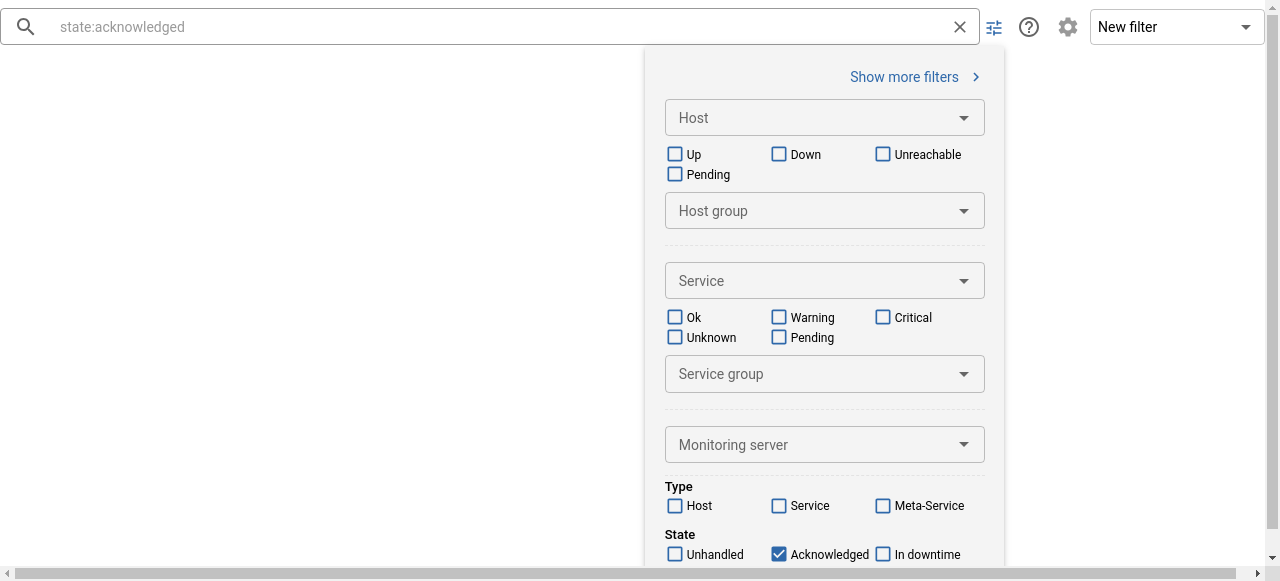 state:acknowledged
New filter
Show more filters
Host
Up Down Unreachable
Pending
Host group
Service
Ok Warning Critical
Unknown Pending
Service group
Monitoring server
Type
Host Service Meta-Service
State
Unhandled Acknowledged In downtime